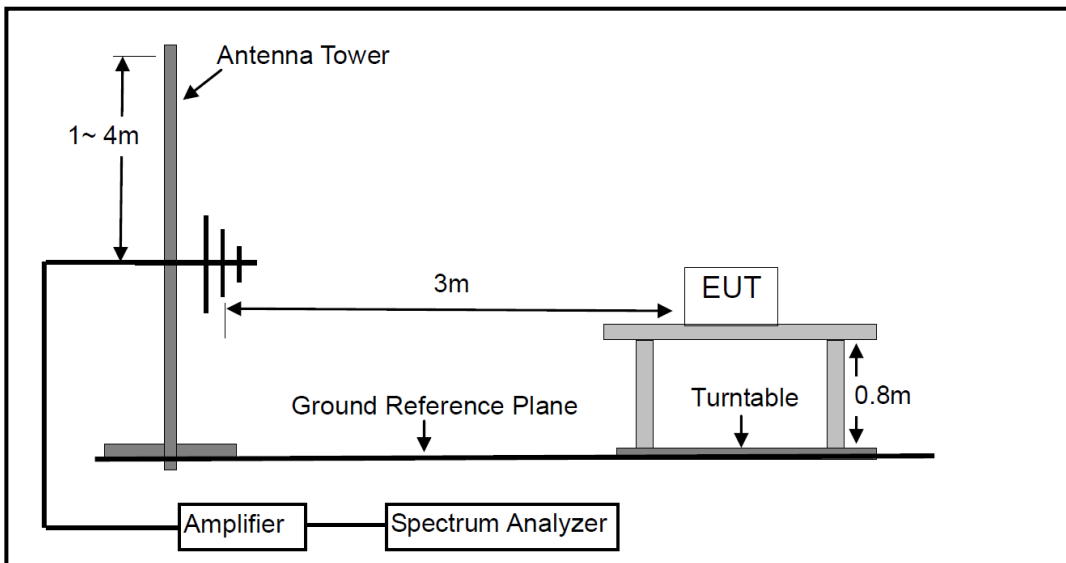 Antenna Tower
1~ 4m
3m
EUT
Ground Reference Plane
Turntable
0.8m
Amplifier
Spectrum Analyzer